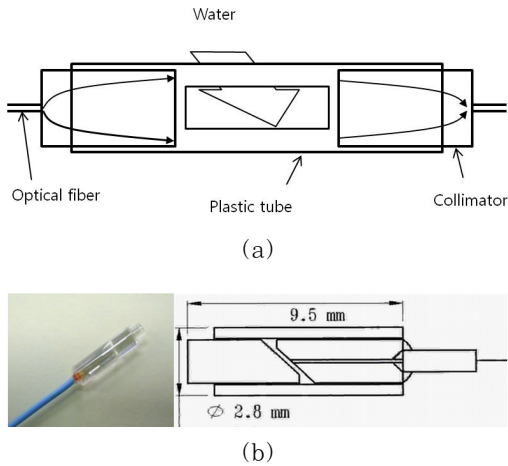 Water
Optical fiber
Plastic tube
Collimator
(a)
9.5 mm
Ø 2.8 mm
(b)